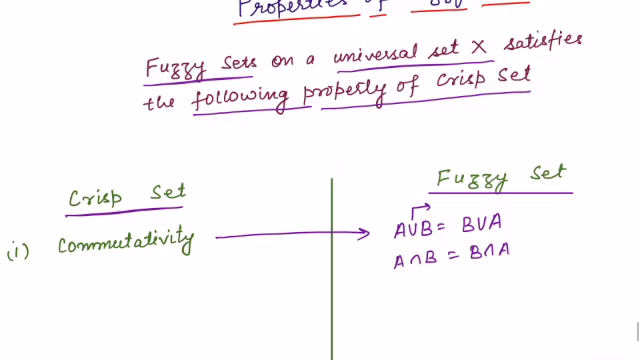 Properties of
Fuzzy Sets on a universal set X satisfies
the following property of Crisp Set
Crisp Set
Fuzzy Set
(i) Commutativity
A∪B = B∪A
A∩B = B∩A